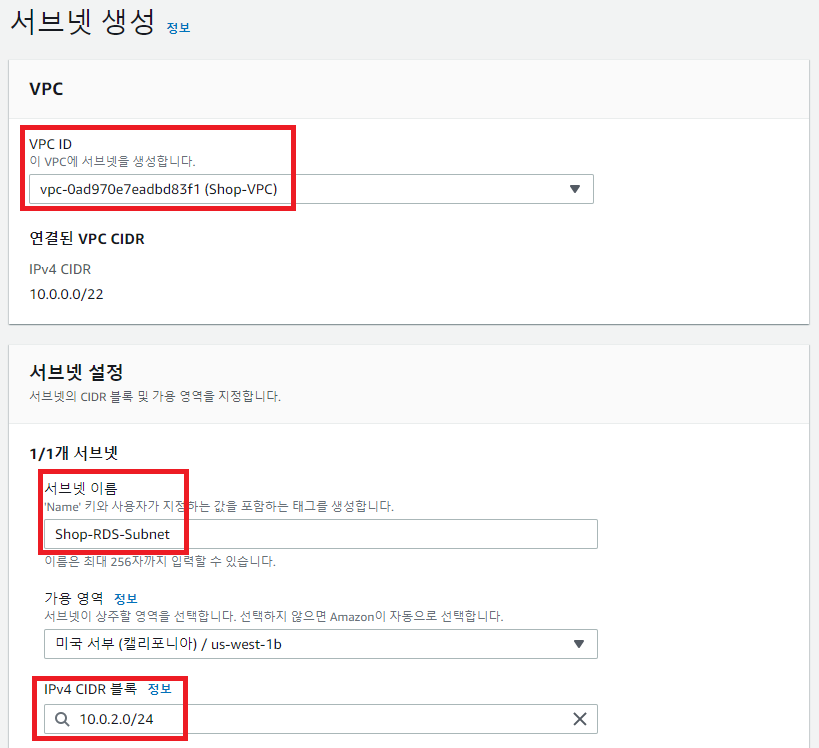 서브넷 생성 정보
VPC
VPC ID
이 VPC에 서브넷을 생성합니다.
vpc-0ad970e7eadbd83f1 (Shop-VPC)
연결된 VPC CIDR
IPv4 CIDR
10.0.0.0/22
서브넷 설정
서브넷의 CIDR 블록 및 가용 영역을 지정합니다.
1/1개 서브넷
서브넷 이름
'Name' 키와 사용자가 지정하는 값을 포함하는 태그를 생성합니다.
Shop-RDS-Subnet
이름은 최대 256자까지 입력할 수 있습니다.
가용 영역 정보
서브넷이 상주할 영역을 선택합니다. 선택하지 않으면 Amazon이 자동으로 선택합니다.
미국 서부 (캘리포니아) / us-west-1b
IPv4 CIDR 블록 정보
10.0.2.0/24